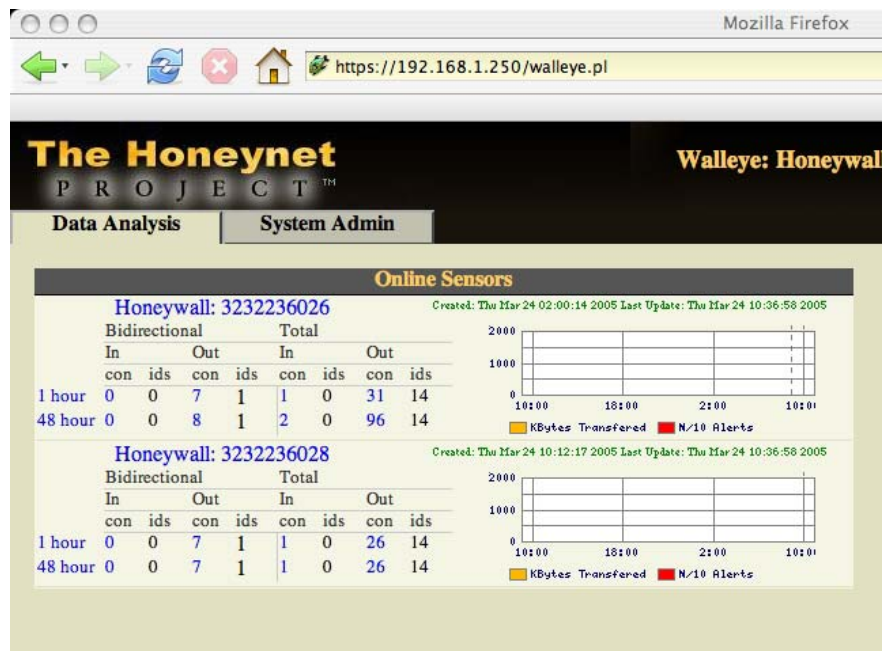 Mozilla Firefox
https://192.168.1.250/walleye.pl
The Honeynet
PROJECT™
Walleye: Honeywal
Data Analysis System Admin
Online Sensors
Honeywall: 3232236026
Created: Thu Mar 24 02:00:14 2005 Last Update: Thu Mar 24 10:36:58 2005
Bidirectional Total
In Out In Out
con ids con ids con ids con ids
1 hour 0 0 7 1 1 0 31 14
48 hour 0 0 8 1 2 0 96 14
2000
1000
0
10:00 18:00 2:00 10:0
KBytes Transfered N/10 Alerts
Honeywall: 3232236028
Created: Thu Mar 24 10:12:17 2005 Last Update: Thu Mar 24 10:36:58 2005
Bidirectional Total
In Out In Out
con ids con ids con ids con ids
1 hour 0 0 7 1 1 0 26 14
48 hour 0 0 7 1 1 0 26 14
2000
1000
0
10:00 18:00 2:00 10:0
KBytes Transfered N/10 Alerts